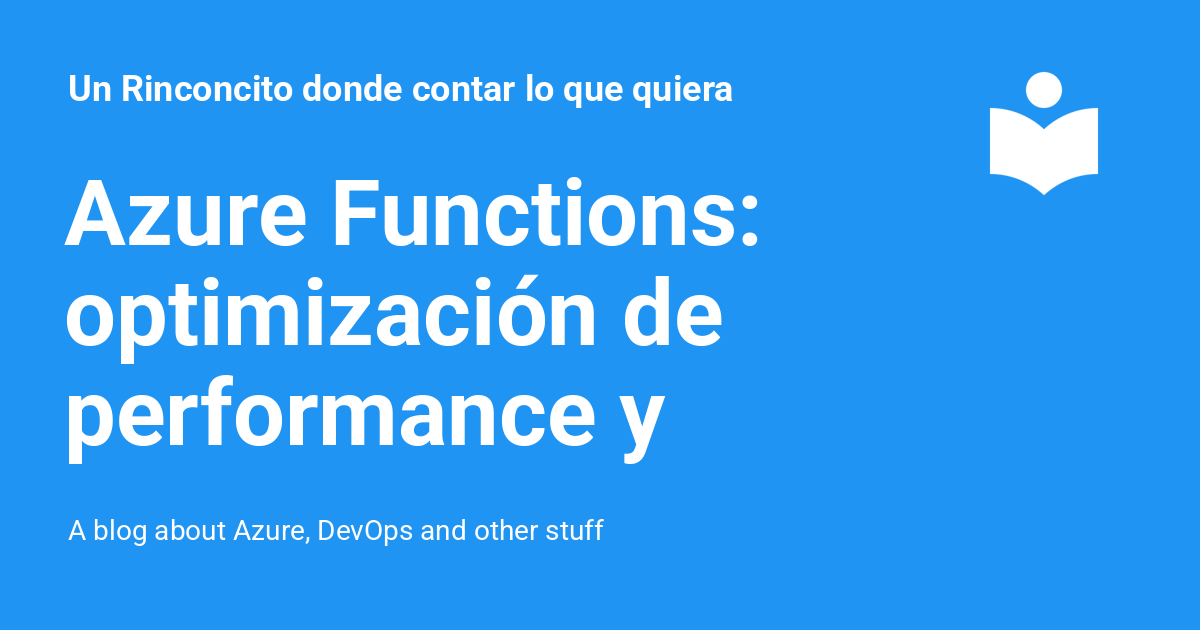 Un Rinconcito donde contar lo que quiera
Azure Functions:
optimización de
performance y
A blog about Azure, DevOps and other stuff